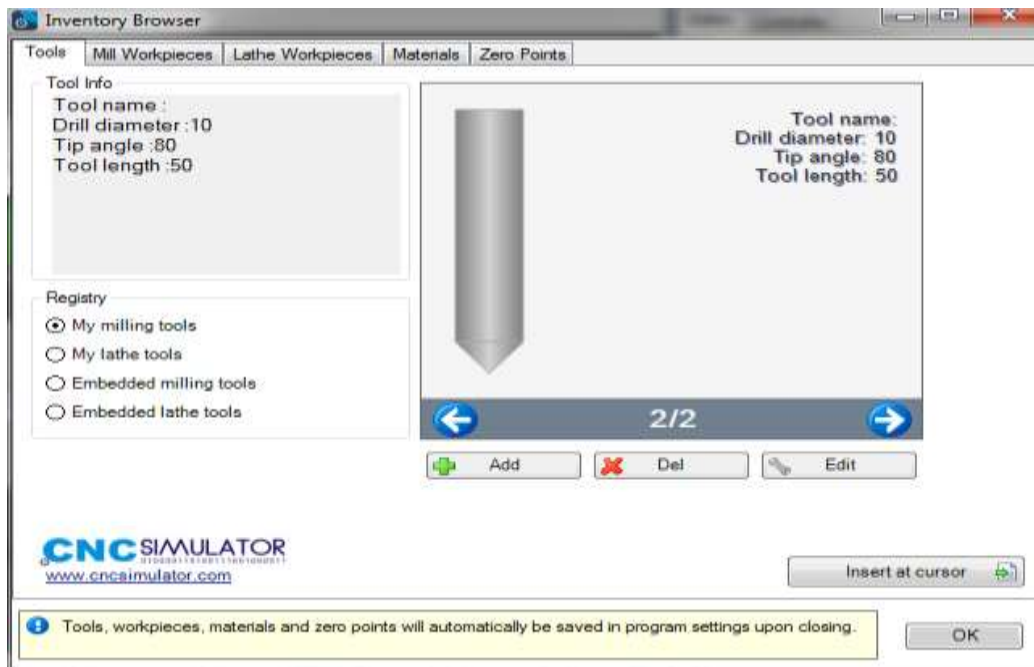 Inventory Browser
Tools
Mill Workpieces
Lathe Workpieces
Materials
Zero Points
Tool Info
Tool name :
Drill diameter :10
Tip angle :80
Tool length :50
Tool name:
Drill diameter: 10
Tip angle: 80
Tool length: 50
Registry
My milling tools
My lathe tools
Embedded milling tools
Embedded lathe tools
2/2
Add
Del
Edit
CNC SIMULATOR
www.cncsimulator.com
Insert at cursor
Tools, workpieces, materials and zero points will automatically be saved in program settings upon closing.
OK